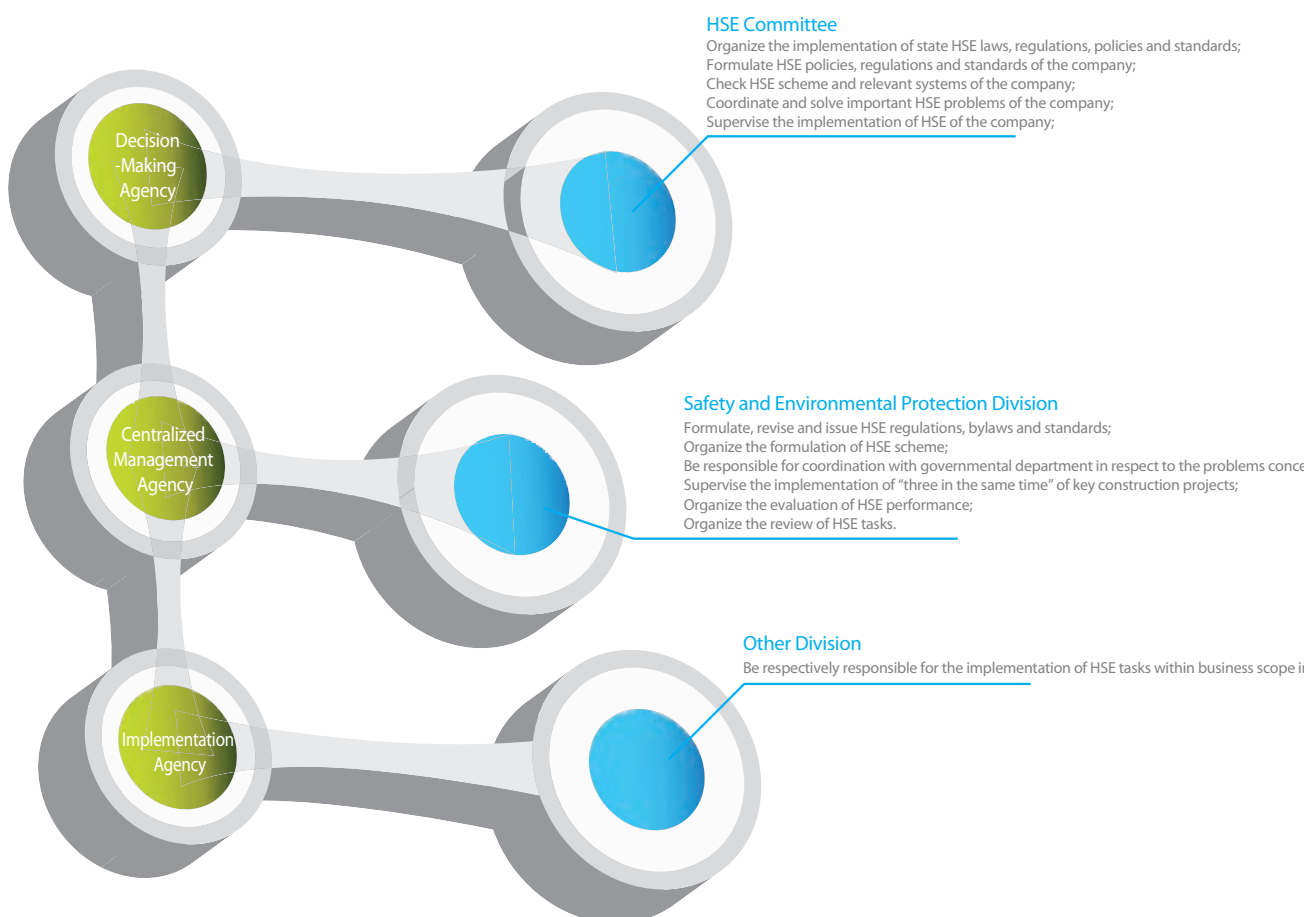 HSE Committee
Organize the implementation of state HSE laws, regulations, policies and standards;
Formulate HSE policies, regulations and standards of the company;
Check HSE scheme and relevant systems of the company;
Coordinate and solve important HSE problems of the company;
Supervise the implementation of HSE of the company;
Decision
-Making
Agency
Safety and Environmental Protection Division
Formulate, revise and issue HSE regulations, bylaws and standards;
Organize the formulation of HSE scheme;
Be responsible for coordination with governmental department in respect to the problems
Supervise the implementation of “three in the same time” of key construction projects;
Organize the evaluation of HSE performance;
Organize the review of HSE tasks.
Centralized
Management
Agency
Other Division
Be respectively responsible for the implementation of HSE tasks within business scope
Implementation
Agency